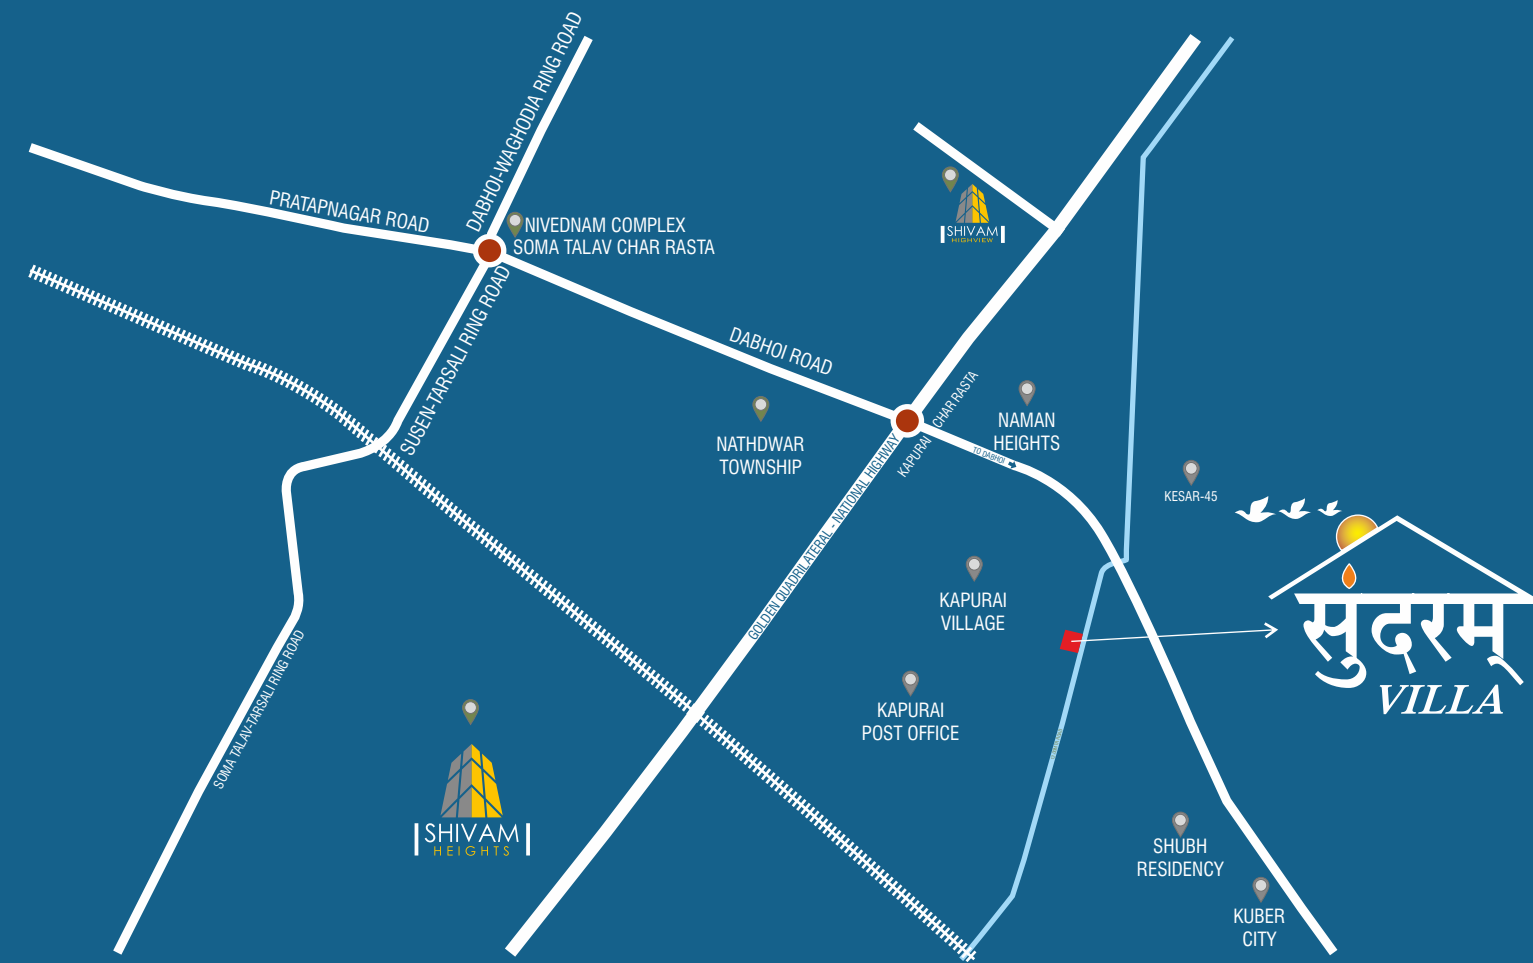 DABHOI-WAGHODIA RING ROAD
PRATAPNAGAR ROAD
NIVEDNAM COMPLEX
SOMA TALAV CHAR RASTA
SHIVAM
HIGHVIEW
SUSEN-TARSALI RING ROAD
DABHOI ROAD
KAPURAI CHAR RASTA
NAMAN
HEIGHTS
NATHDWAR
TOWNSHIP
TO DABHOI
KESAR-45
GOLDEN QUADRILATERAL - NATIONAL HIGHWAY
KAPURAI
VILLAGE
सुंदरम्
VILLA
SOMA TALAV-TARSALI RING ROAD
KAPURAI
POST OFFICE
SHIVAM
HEIGHTS
SHUBH
RESIDENCY
KUBER
CITY